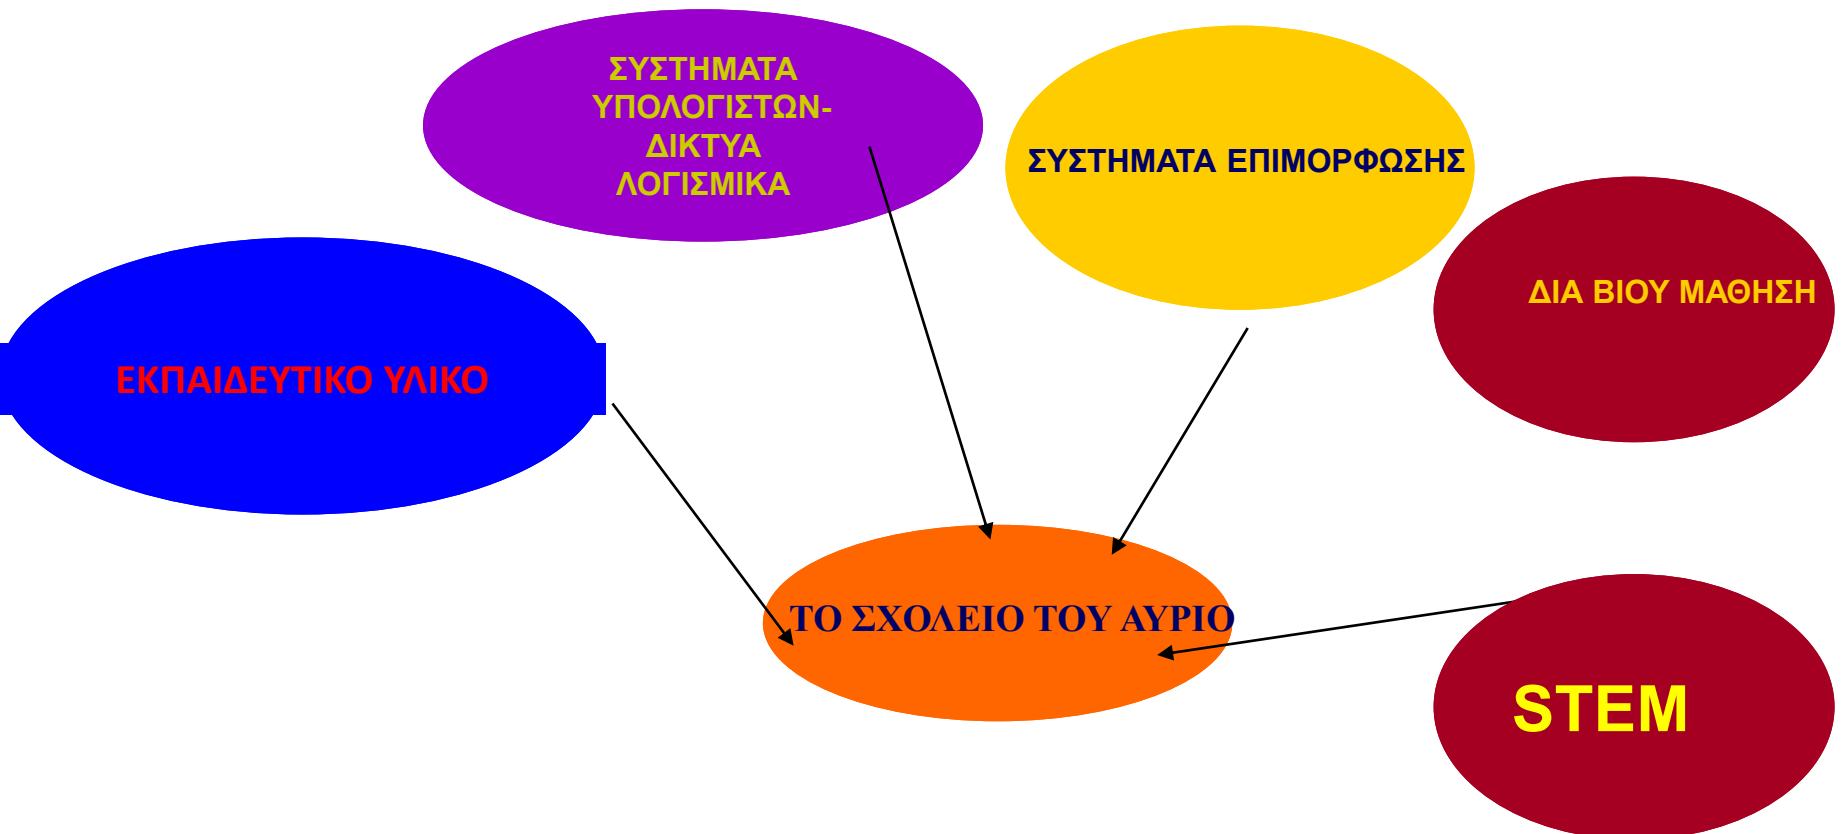 ΣΥΣΤΗΜΑΤΑ
ΥΠΟΛΟΓΙΣΤΩΝ-
ΔΙΚΤΥΑ
ΛΟΓΙΣΜΙΚΑ
ΣΥΣΤΗΜΑΤΑ ΕΠΙΜΟΡΦΩΣΗΣ
ΔΙΑ ΒΙΟΥ ΜΑΘΗΣΗ
ΕΚΠΑΙΔΕΥΤΙΚΟ ΥΛΙΚΟ
ΤΟ ΣΧΟΛΕΙΟ ΤΟΥ ΑΥΡΙΟ
STEM